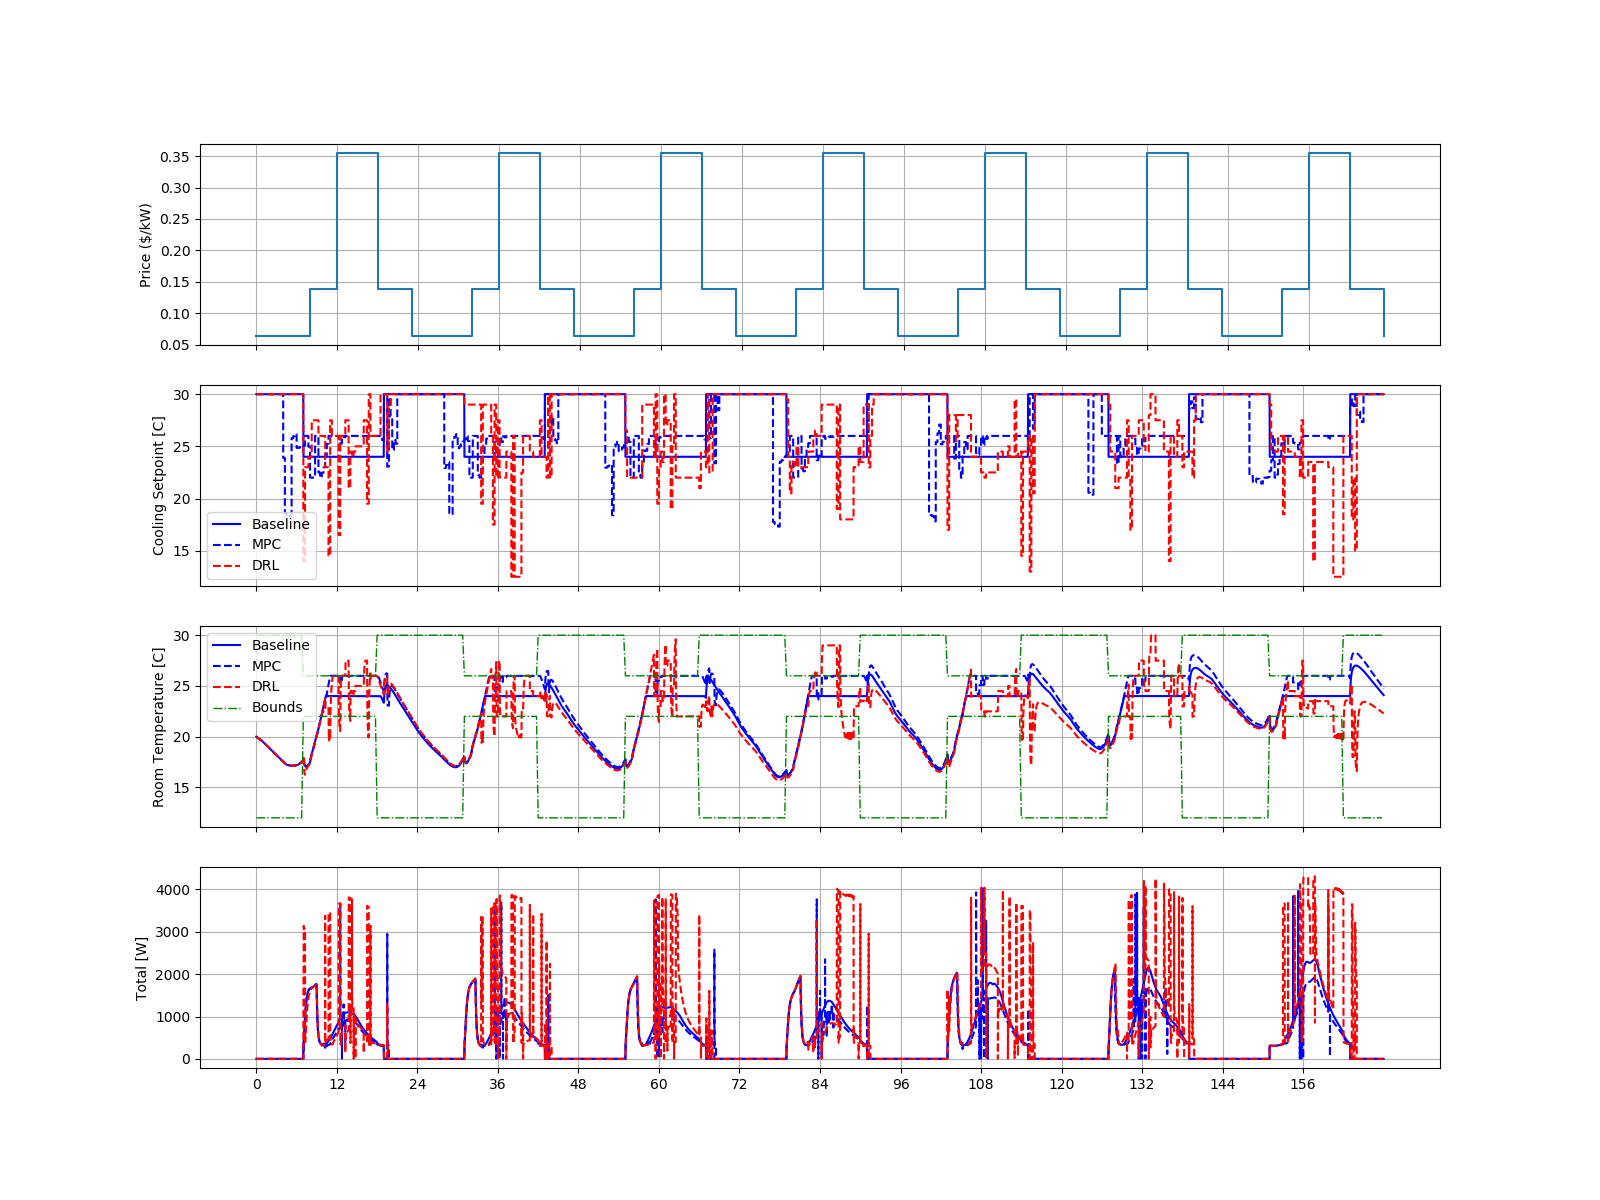 Price ($/kW)
0.35
0.30
0.25
0.20
0.15
0.10
0.05
Cooling Setpoint [C]
30
25
20
15
Baseline
MPC
DRL
Room Temperature [C]
30
25
20
15
Baseline
MPC
DRL
Bounds
Total [W]
4000
3000
2000
1000
0
0 12 24 36 48 60 72 84 96 108 120 132 144 156